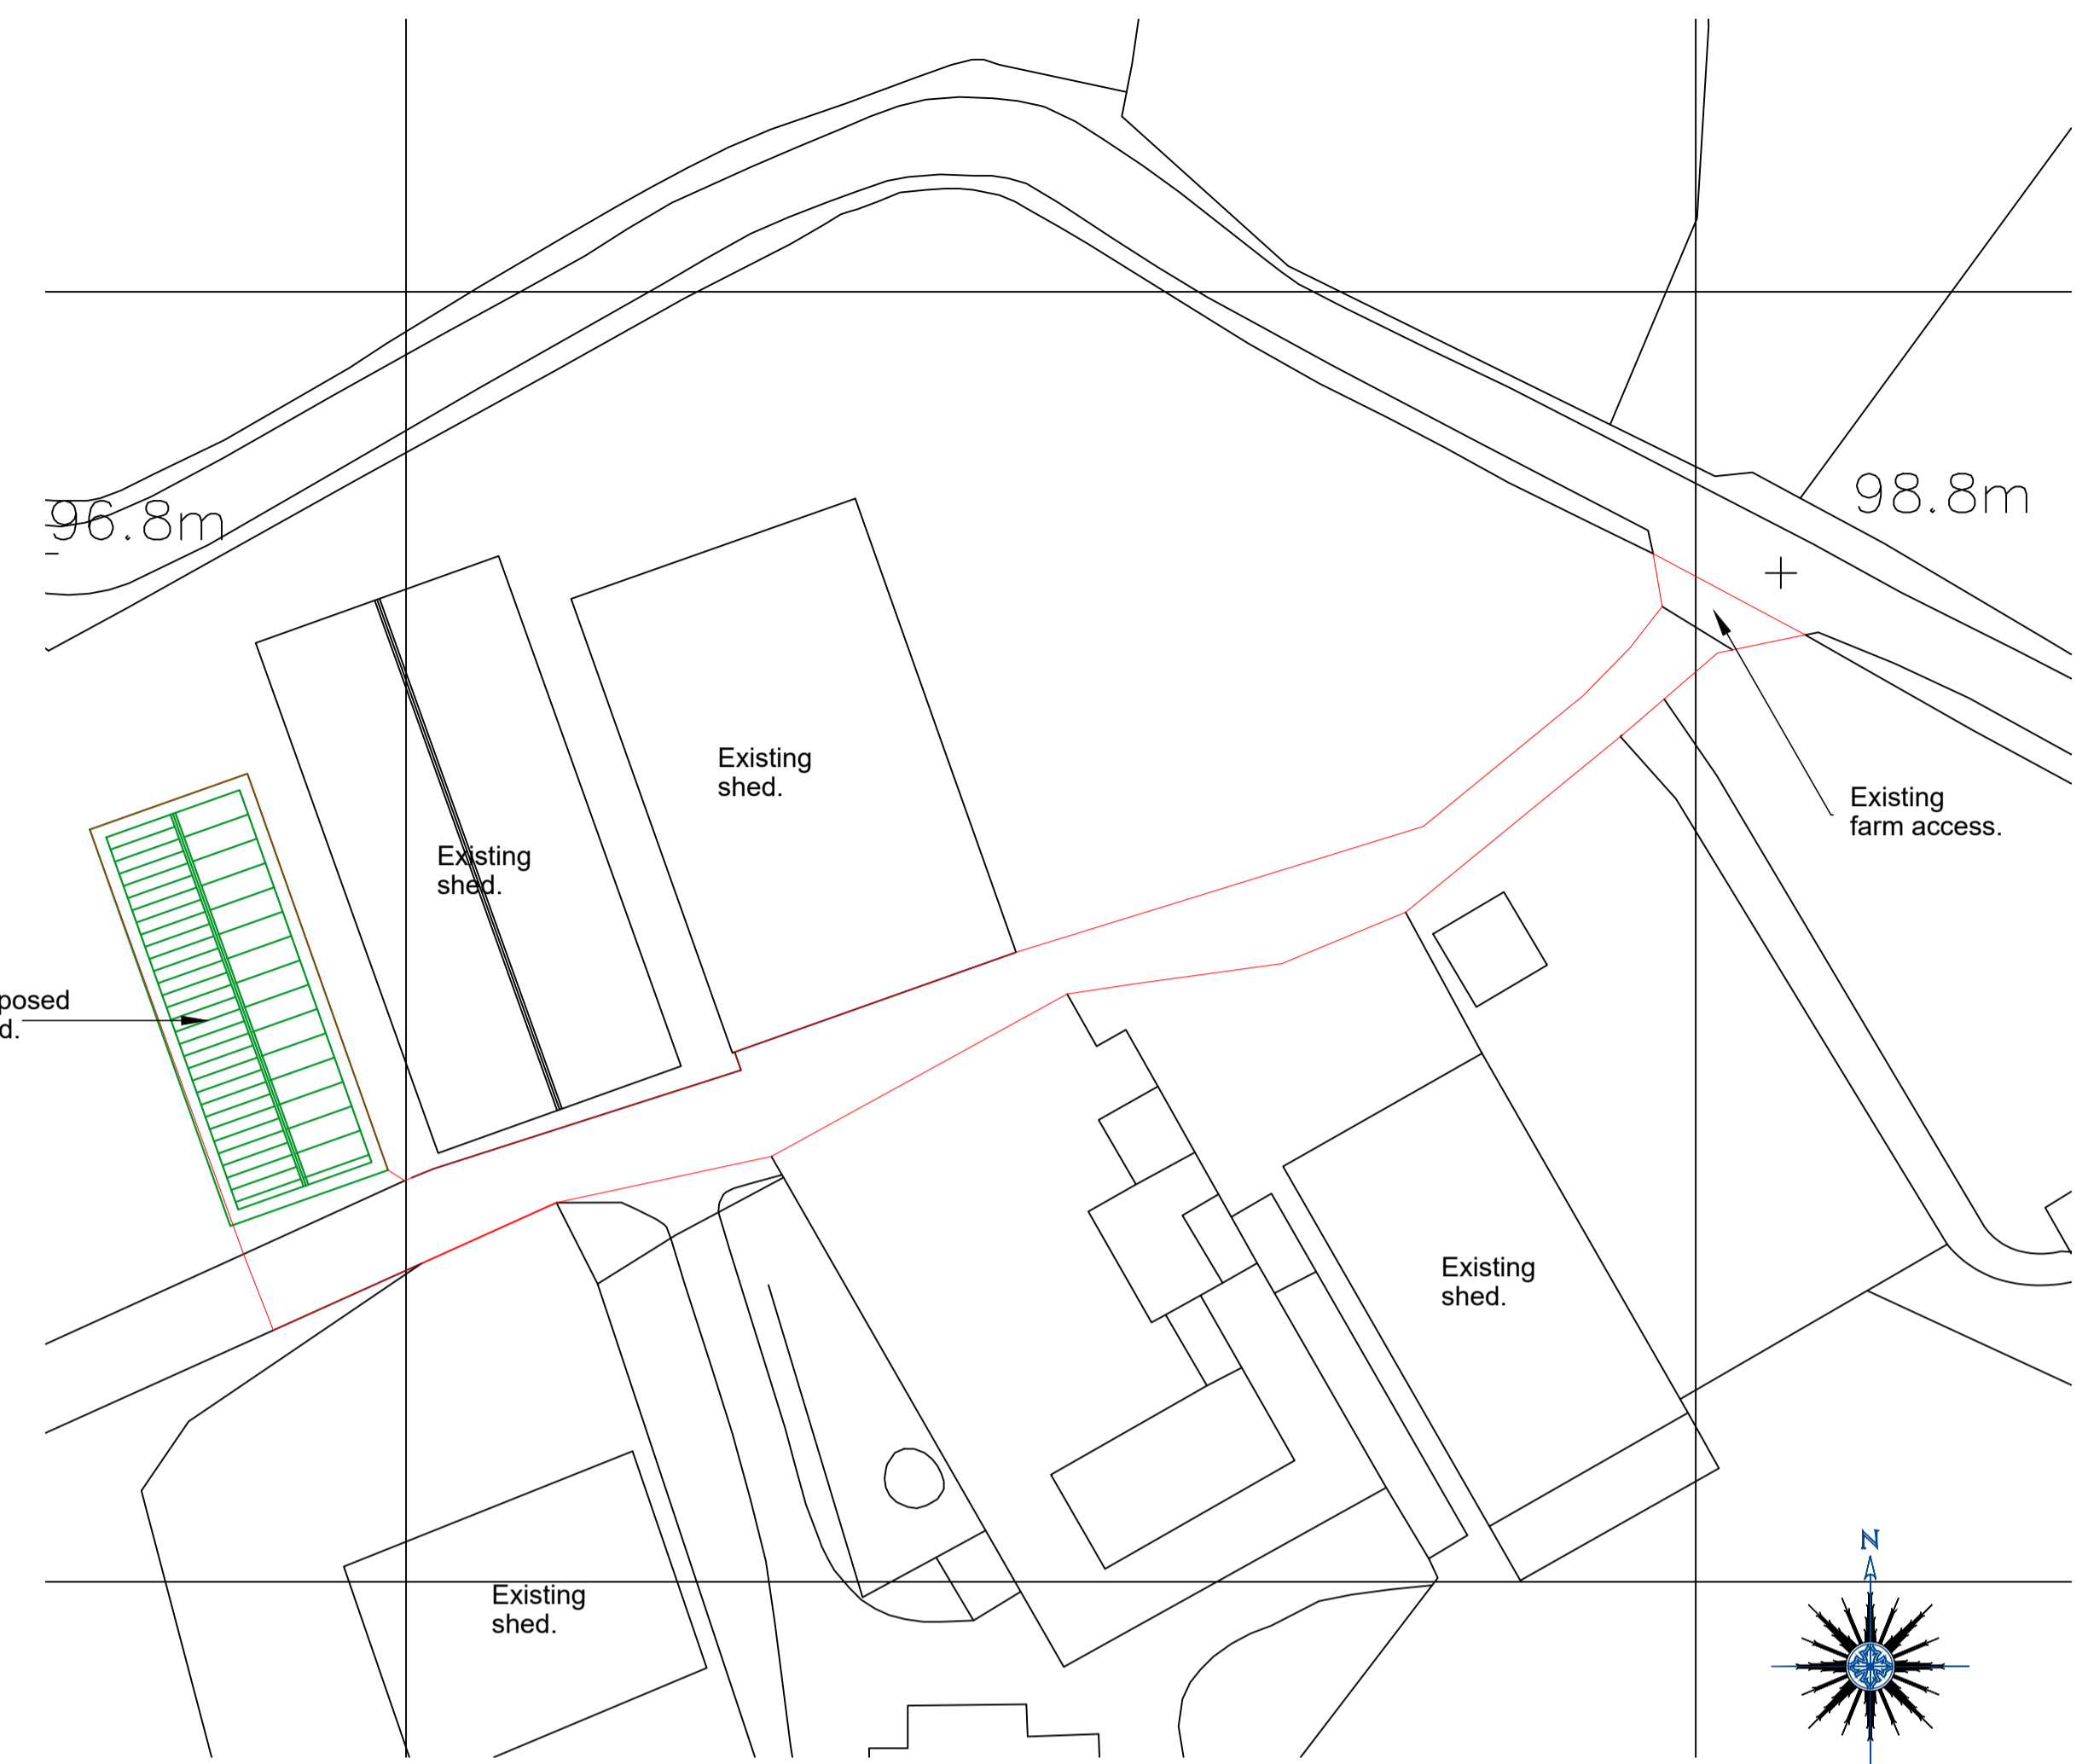 96.8m
98.8m
Existing
shed.
Existing
farm access.
Existing
shed.
posed
d.
Existing
shed.
Existing
shed.
N